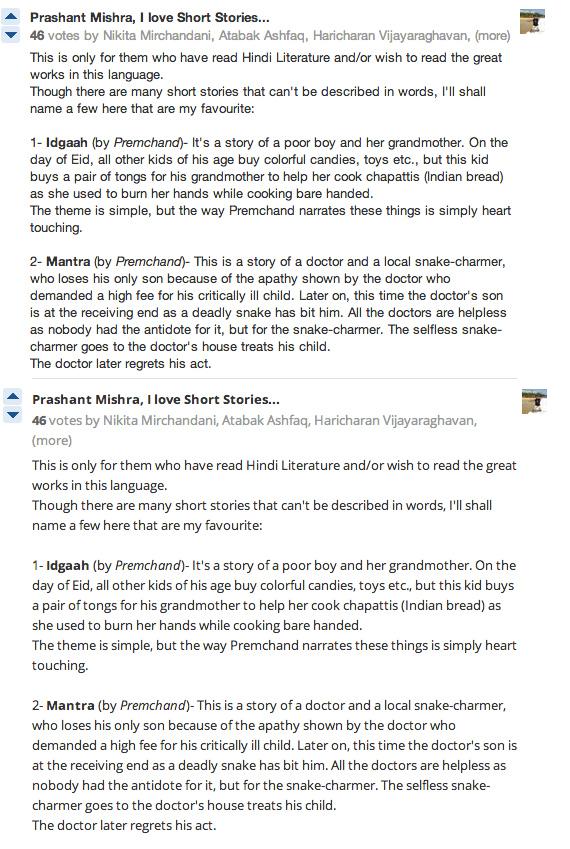 Prashant Mishra, I love Short Stories...
46 votes by Nikita Mirchandani, Atabak Ashfaq, Haricharan Vijayaraghavan, (more)
This is only for them who have read Hindi Literature and/or wish to read the great
works in this language.
Though there are many short stories that can't be described in words, I'll shall
name a few here that are my favourite:
1- Idgaah (by Premchand)- It's a story of a poor boy and her grandmother. On the
day of Eid, all other kids of his age buy colorful candies, toys etc., but this kid
buys a pair of tongs for his grandmother to help her cook chapattis (Indian bread)
as she used to burn her hands while cooking bare handed.
The theme is simple, but the way Premchand narrates these things is simply heart
touching.
2- Mantra (by Premchand)- This is a story of a doctor and a local snake-charmer,
who loses his only son because of the apathy shown by the doctor who
demanded a high fee for his critically ill child. Later on, this time the doctor's son
is at the receiving end as a deadly snake has bit him. All the doctors are helpless
as nobody had the antidote for it, but for the snake-charmer. The selfless snake-
charmer goes to the doctor's house treats his child.
The doctor later regrets his act.
Prashant Mishra, I love Short Stories...
46 votes by Nikita Mirchandani, Atabak Ashfaq, Haricharan Vijayaraghavan,
(more)
This is only for them who have read Hindi Literature and/or wish to read the great
works in this language.
Though there are many short stories that can't be described in words, I'll shall
name a few here that are my favourite:
1- Idgaah (by Premchand)- It's a story of a poor boy and her grandmother. On the
day of Eid, all other kids of his age buy colorful candies, toys etc., but this kid buys
a pair of tongs for his grandmother to help her cook chapattis (Indian bread) as
she used to burn her hands while cooking bare handed.
The theme is simple, but the way Premchand narrates these things is simply heart
touching.
2- Mantra (by Premchand)- This is a story of a doctor and a local snake-charmer,
who loses his only son because of the apathy shown by the doctor who
demanded a high fee for his critically ill child. Later on, this time the doctor's son is
at the receiving end as a deadly snake has bit him. All the doctors are helpless as
nobody had the antidote for it, but for the snake-charmer. The selfless snake-
charmer goes to the doctor's house treats his child.
The doctor later regrets his act.